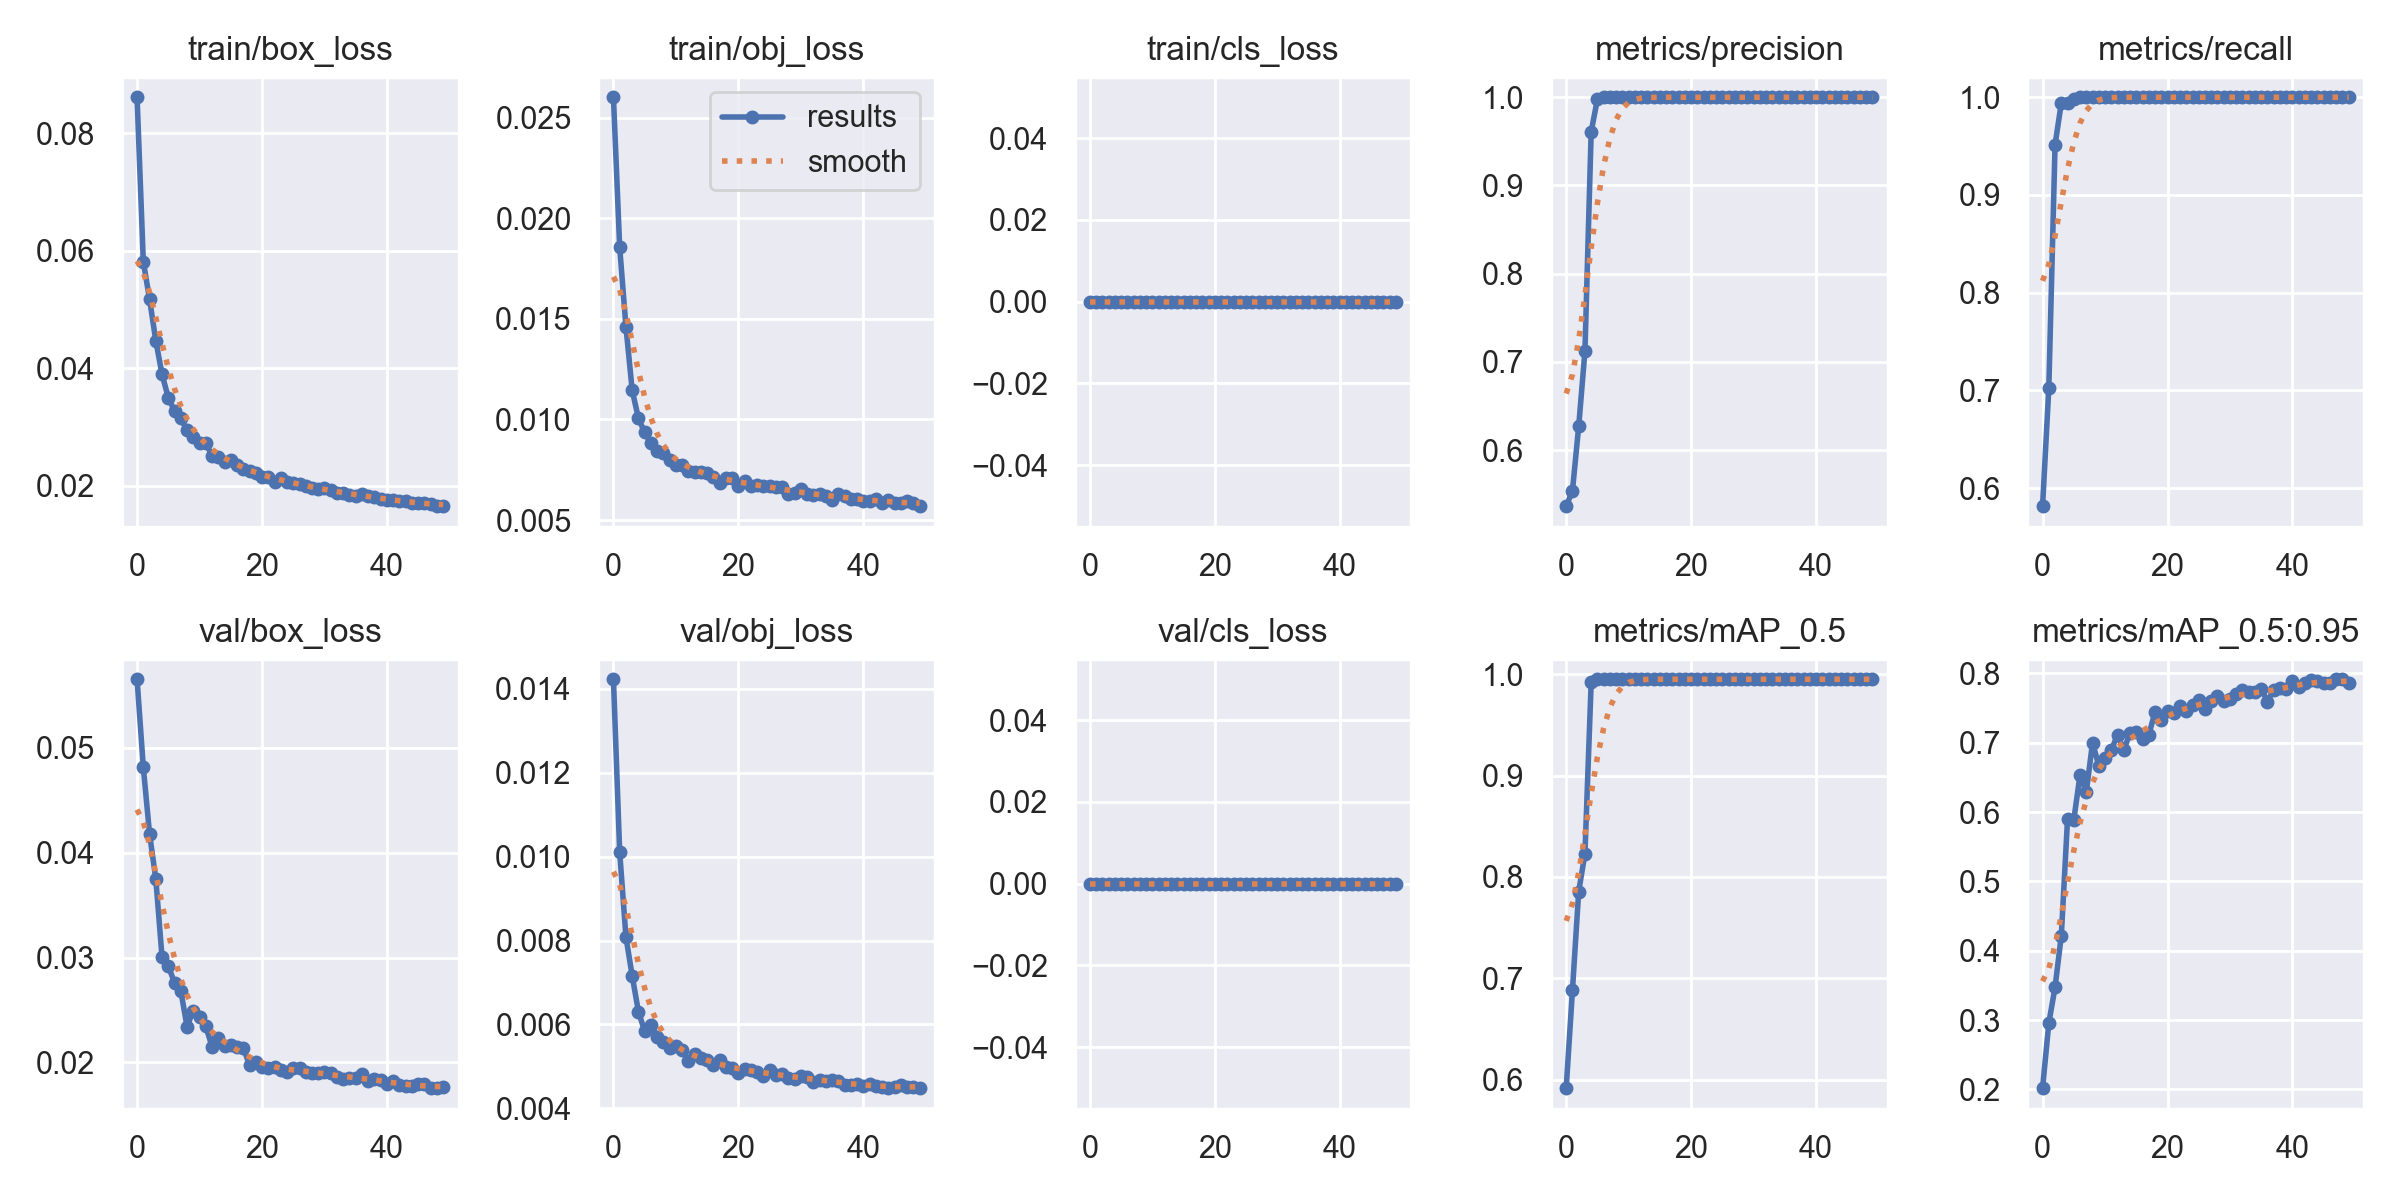 train/box_loss
train/obj_loss
train/cls_loss
metrics/precision
metrics/recall
0.08
0.06
0.04
0.02
0 20 40
results
smooth
0.025
0.020
0.015
0.010
0.005
0 20 40
0.04
0.02
0.00
−0.02
−0.04
0 20 40
1.0
0.9
0.8
0.7
0.6
0 20 40
1.0
0.9
0.8
0.7
0.6
0 20 40
val/box_loss
val/obj_loss
val/cls_loss
metrics/mAP_0.5
metrics/mAP_0.5:0.95
0.05
0.04
0.03
0.02
0 20 40
0.014
0.012
0.010
0.008
0.006
0.004
0 20 40
0.04
0.02
0.00
−0.02
−0.04
0 20 40
1.0
0.9
0.8
0.7
0.6
0 20 40
0.8
0.7
0.6
0.5
0.4
0.3
0.2
0 20 40